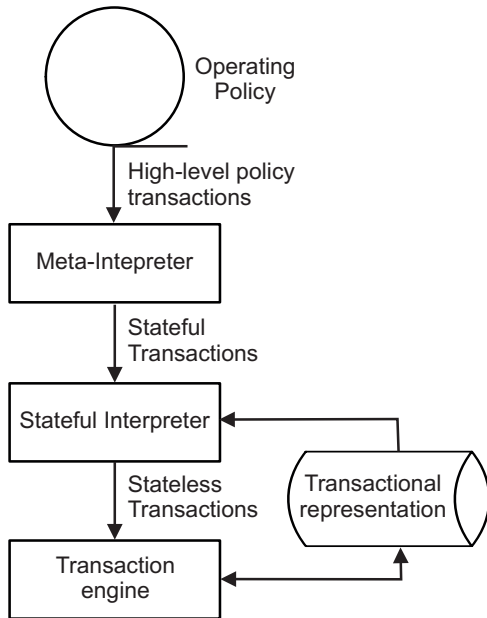 Operating
Policy
High-level policy
transactions
Meta-Intepreter
Stateful
Transactions
Stateful Interpreter
Stateless
Transactions
Transactional
representation
Transaction
engine